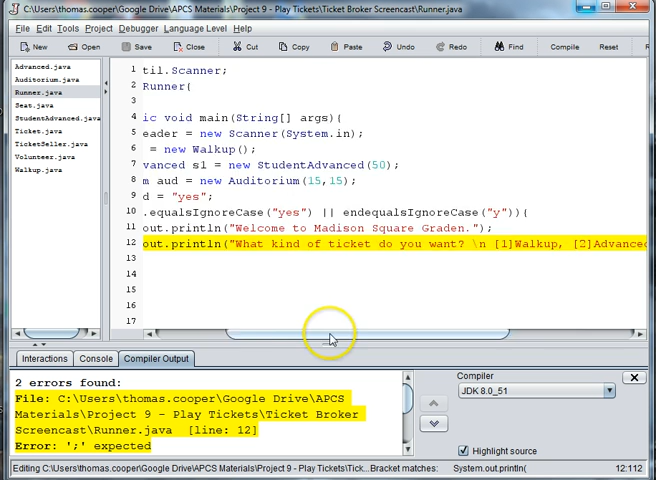 C:\Users\thomas.cooper\Google Drive\APCS Materials\Project 9 - Play Tickets\Ticket Broker Screencast\Runner.java
File Edit Tools Project Debugger Language Level Help
New Open Save Close Cut Copy Paste Undo Redo Find Compile Reset
Advanced.java
Auditorium.java
Runner.java
Seat.java
StudentAdvanced.java
Ticket.java
TicketSeller.java
Volunteer.java
Walkup.java
1 til.Scanner;
2 Runner{
3
4 ic void main(String[] args){
5 eader = new Scanner(System.in);
6 = new Walkup();
7 vanced s1 = new StudentAdvanced(50);
8 m aud = new Auditorium(15,15);
9 d = "yes";
10 .equalsIgnoreCase("yes") || endequalsIgnoreCase("y")){
11 out.println("Welcome to Madison Square Graden.");
12 out.println("What kind of ticket do you want? \n [1]Walkup, [2]Advanced
13
14
15
16
17
Interactions Console Compiler Output
2 errors found:
File: C:\Users\thomas.cooper\Google Drive\APCS
Materials\Project 9 - Play Tickets\Ticket Broker
Screencast\Runner.java [line: 12]
Error: ';' expected
Compiler
JDK 8.0_51
Highlight source
Editing C:\Users\thomas.cooper\Google Drive\APCS Materials\Project 9 - Play Tickets\Tick... Bracket matches: System.out.println( 12:112